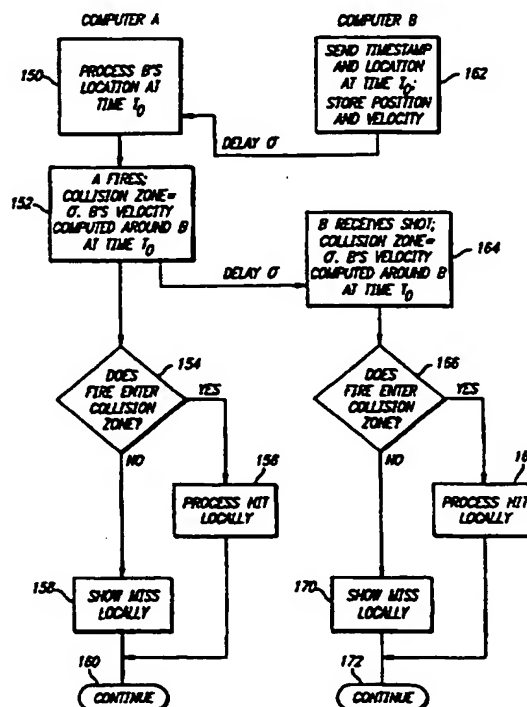 COMPUTER A
COMPUTER B
150
PROCESS B'S
LOCATION AT
TIME T0
SEND TIMESTAMP
AND LOCATION
AT TIME T0;
STORE POSITION
AND VELOCITY
162
DELAY σ
152
A FIRES;
COLLISION ZONE=
σ. B'S VELOCITY
COMPUTED AROUND B
AT TIME T0
DELAY σ
B RECEIVES SHOT;
COLLISION ZONE=
σ. B'S VELOCITY
COMPUTED AROUND B
AT TIME T0
164
154
DOES
FIRE ENTER
COLLISION
ZONE?
YES
NO
156
PROCESS HIT
LOCALLY
158
SHOW MISS
LOCALLY
160
CONTINUE
166
DOES
FIRE ENTER
COLLISION
ZONE?
YES
NO
PROCESS HIT
LOCALLY
170
SHOW MISS
LOCALLY
172
CONTINUE